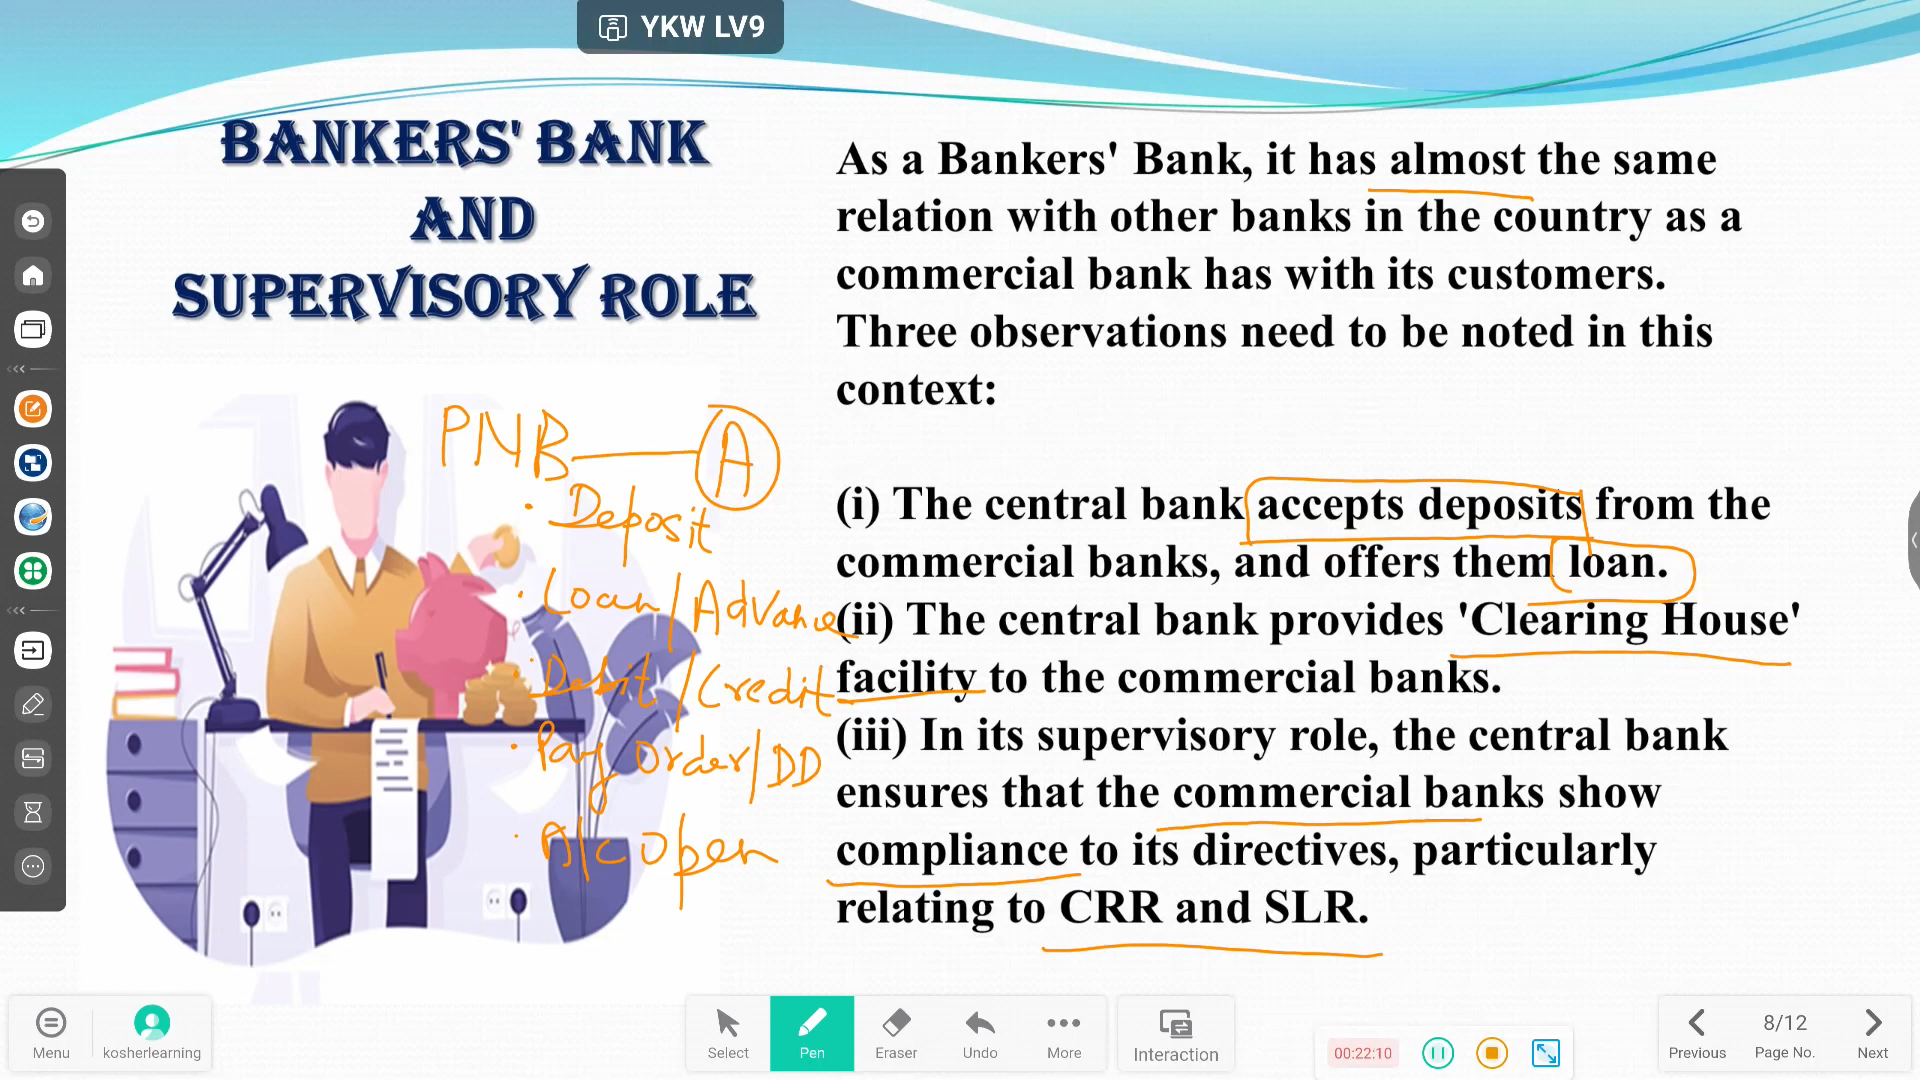 YKW LV9
BANKERS' BANK
AND
SUPERVISORY ROLE
As a Bankers' Bank, it has almost the same
relation with other banks in the country as a
commercial bank has with its customers.
Three observations need to be noted in this
context:
(i) The central bank accepts deposits from the
commercial banks, and offers them loan.
(ii) The central bank provides 'Clearing House'
facility to the commercial banks.
(iii) In its supervisory role, the central bank
ensures that the commercial banks show
compliance to its directives, particularly
relating to CRR and SLR.
PNB A
Deposit
Loan/Advance
Debit/Credit
Pay Order/DD
A/c Open
Menu
kosherlearning
Select
Pen
Eraser
Undo
More
Interaction
00:22:10
Previous
8/12
Page No.
Next